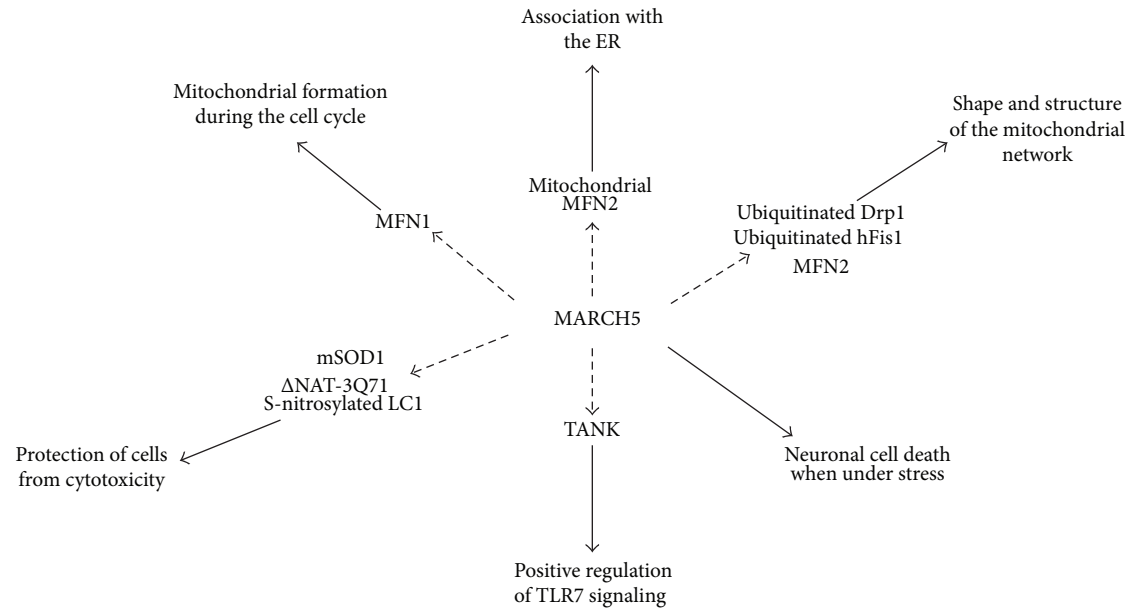 Association with
the ER
Mitochondrial formation
during the cell cycle
Shape and structure
of the mitochondrial
network
Mitochondrial
MFN2
MFN1
Ubiquitinated Drp1
Ubiquitinated hFis1
MFN2
MARCH5
mSOD1
ΔNAT-3Q71
S-nitrosylated LC1
TANK
Protection of cells
from cytotoxicity
Neuronal cell death
when under stress
Positive regulation
of TLR7 signaling